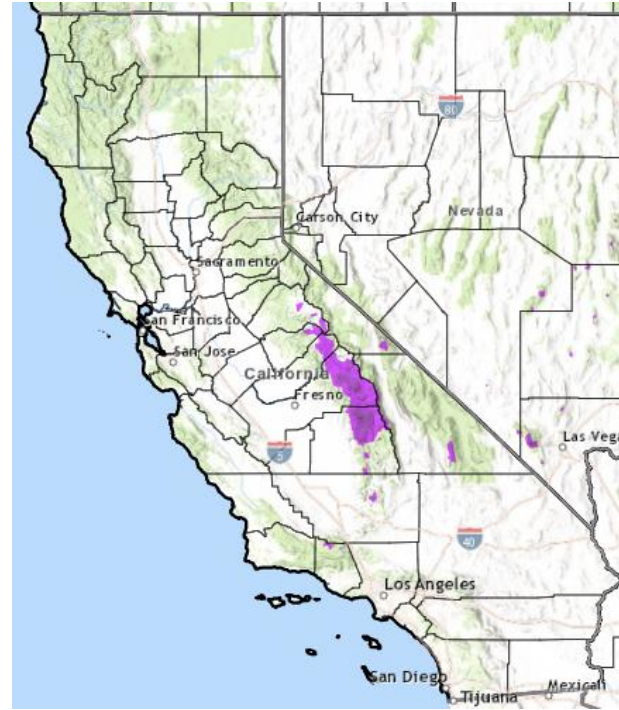 80
Carson City
Nevada
Sacramento
San Francisco
San Jose
California
Fresno
5
Las Vega
40
Los Angeles
San Diego
Tijuana
Mexicali